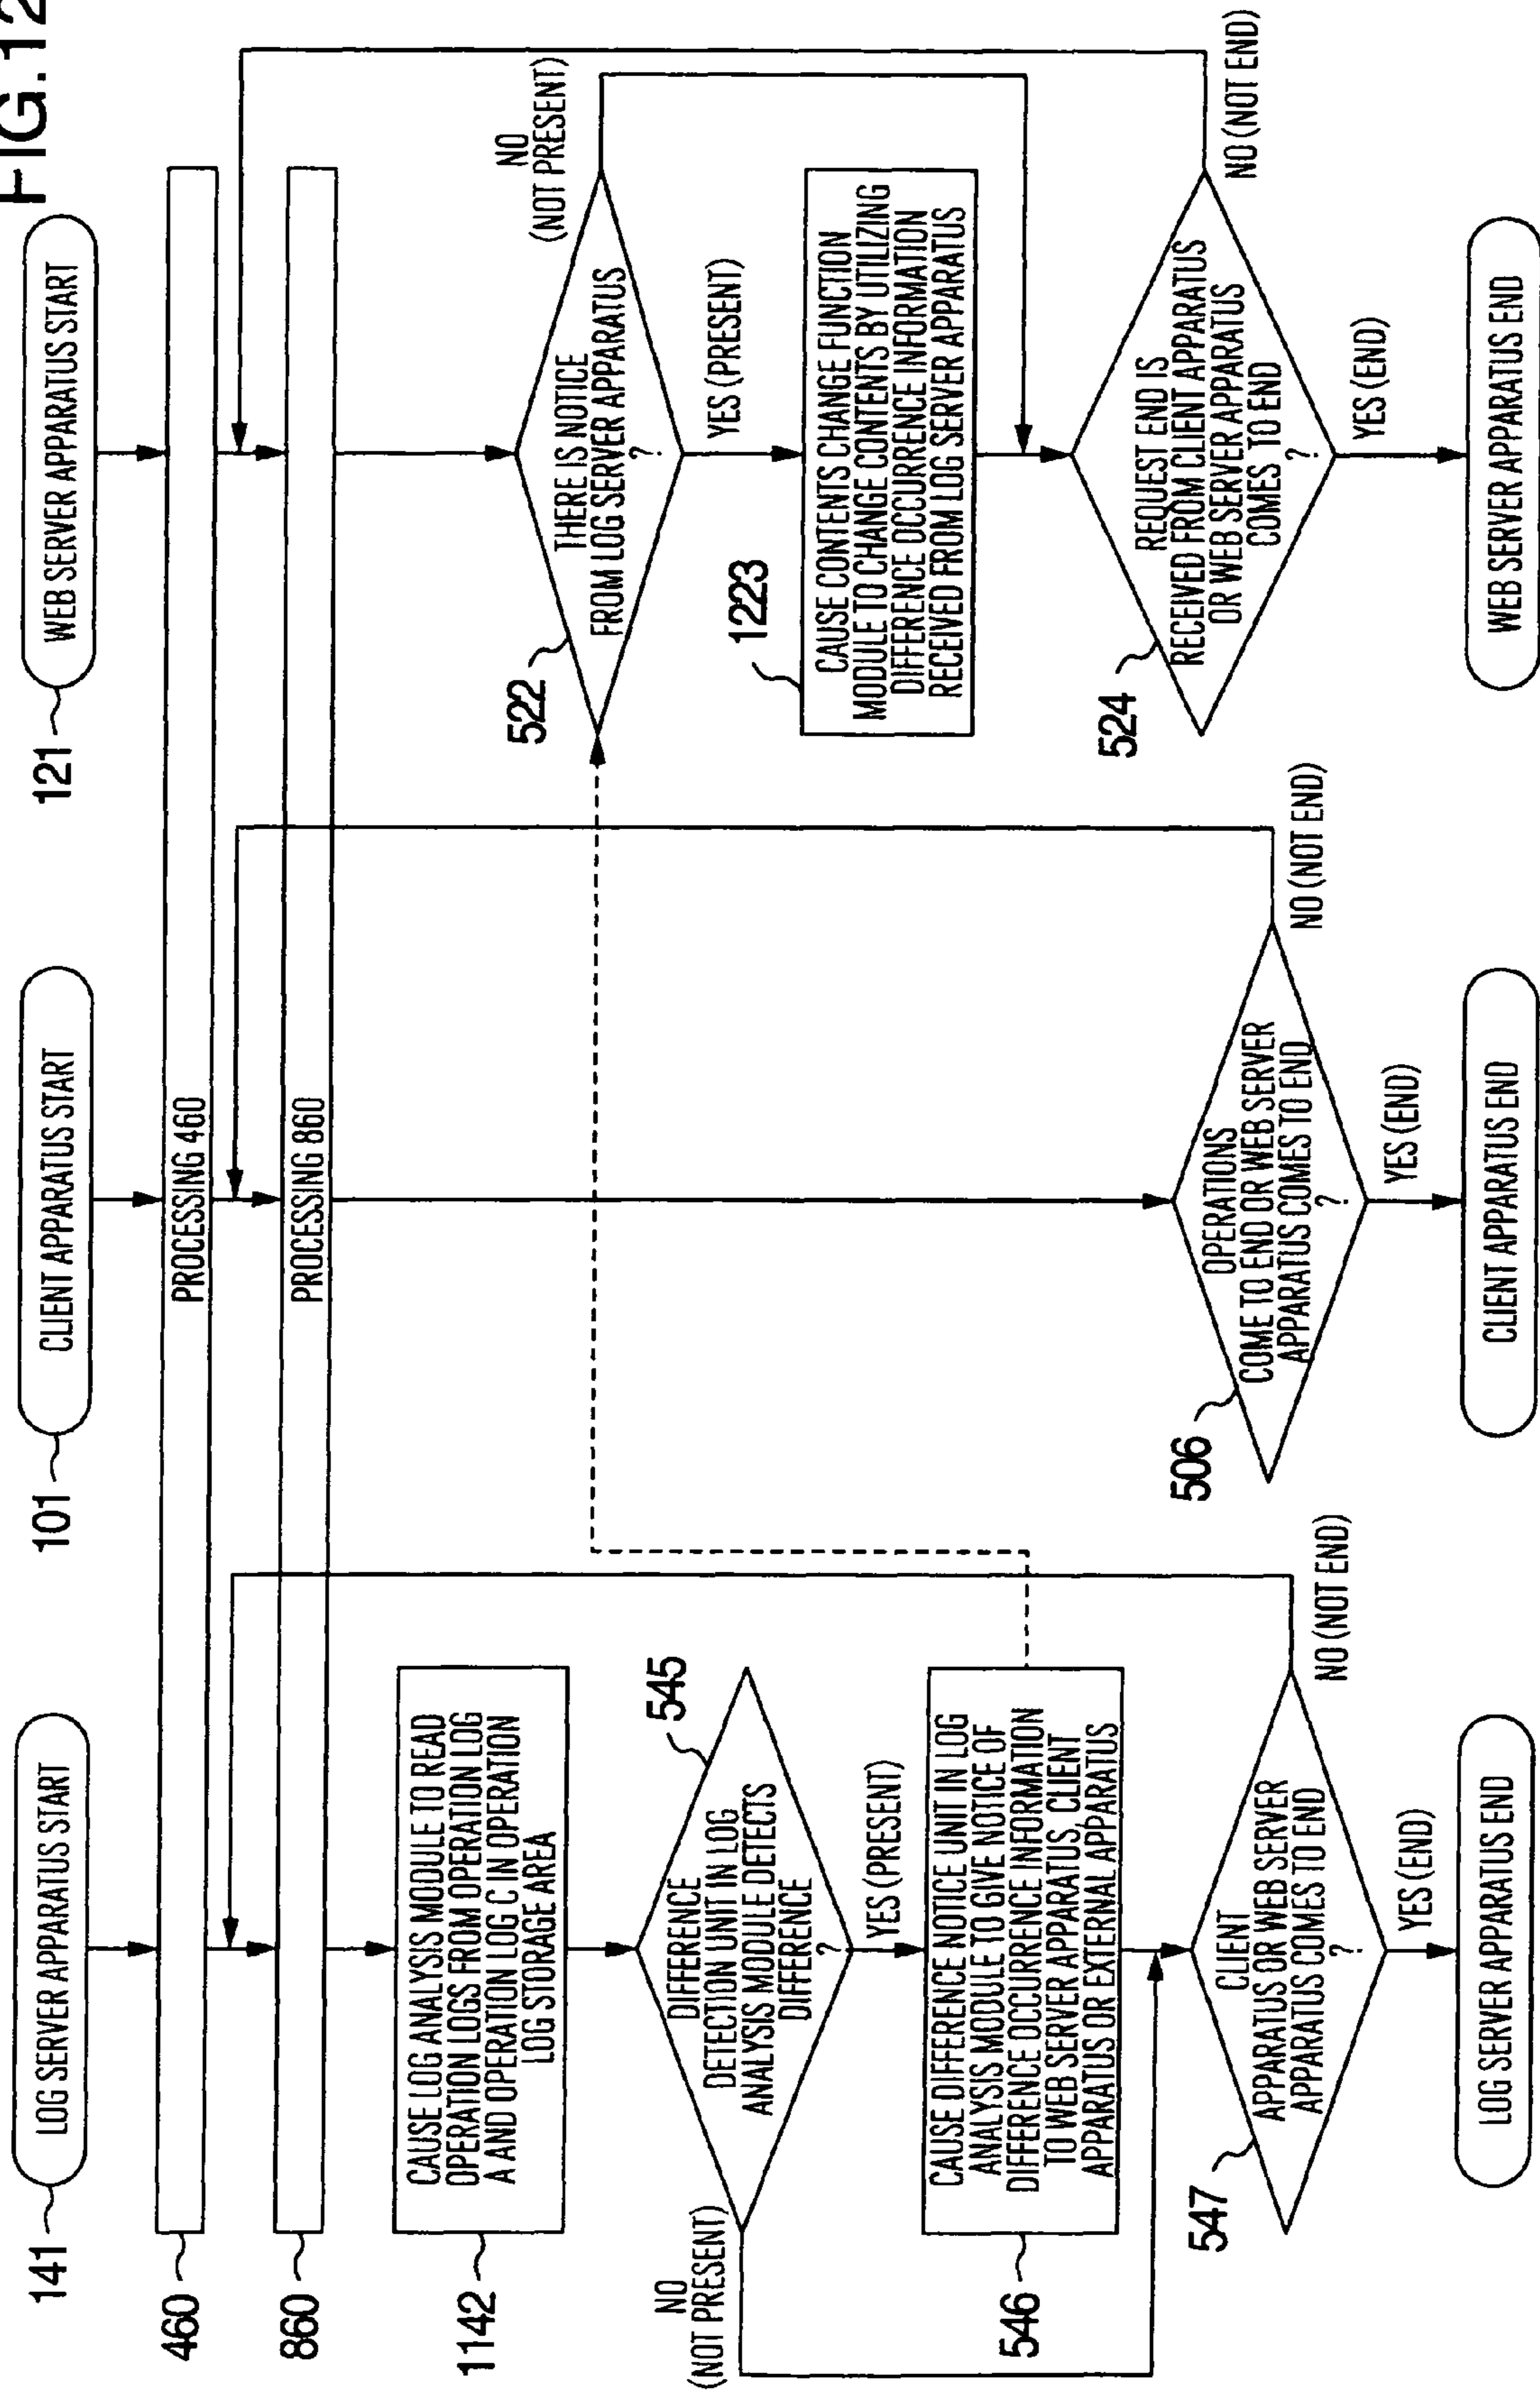 FIG.12
141
LOG SERVER APPARATUS START
101
CLIENT APPARATUS START
121
WEB SERVER APPARATUS START
460
PROCESSING 460
860
PROCESSING 860
1142
CAUSE LOG ANALYSIS MODULE TO READ
OPERATION LOGS FROM OPERATION LOG
A AND OPERATION LOG C IN OPERATION
LOG STORAGE AREA
545
DIFFERENCE
DETECTION UNIT IN LOG
ANALYSIS MODULE DETECTS
DIFFERENCE
?
NO
(NOT PRESENT)
YES (PRESENT)
546
CAUSE DIFFERENCE NOTICE UNIT IN LOG
ANALYSIS MODULE TO GIVE NOTICE OF
DIFFERENCE OCCURRENCE INFORMATION
TO WEB SERVER APPARATUS, CLIENT
APPARATUS OR EXTERNAL APPARATUS
547
CLIENT
APPARATUS OR WEB SERVER
APPARATUS COMES TO END
?
NO (NOT END)
YES (END)
LOG SERVER APPARATUS END
506
OPERATIONS
COME TO END OR WEB SERVER
APPARATUS COMES TO END
?
NO (NOT END)
YES (END)
CLIENT APPARATUS END
522
THERE IS NOTICE
FROM LOG SERVER APPARATUS
?
NO
(NOT PRESENT)
YES (PRESENT)
1223
CAUSE CONTENTS CHANGE FUNCTION
MODULE TO CHANGE CONTENTS BY UTILIZING
DIFFERENCE OCCURRENCE INFORMATION
RECEIVED FROM LOG SERVER APPARATUS
524
REQUEST END IS
RECEIVED FROM CLIENT APPARATUS
OR WEB SERVER APPARATUS
COMES TO END
?
NO (NOT END)
YES (END)
WEB SERVER APPARATUS END